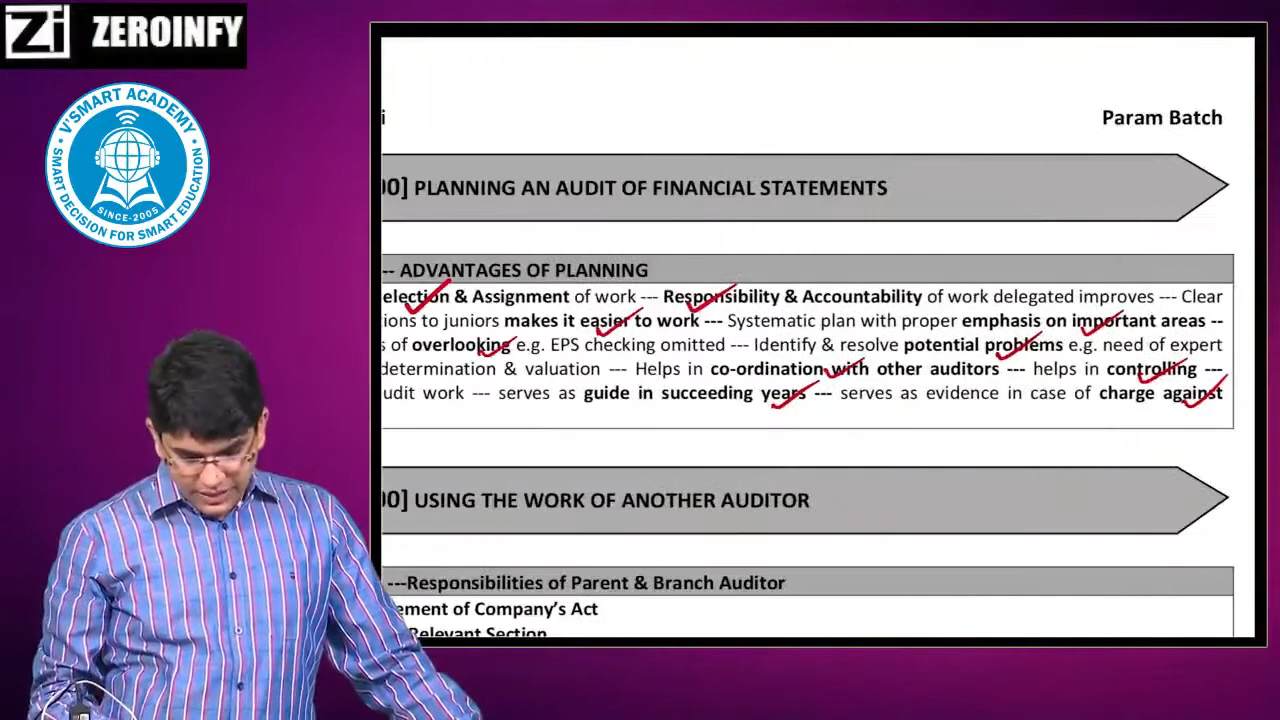 Zi ZEROINFY
V'SMART ACADEMY
SMART DECISION FOR SMART EDUCATION
SINCE-2005
i Param Batch
00] PLANNING AN AUDIT OF FINANCIAL STATEMENTS
-- ADVANTAGES OF PLANNING
election & Assignment of work --- Responsibility & Accountability of work delegated improves --- Clear
ions to juniors makes it easier to work --- Systematic plan with proper emphasis on important areas --
s of overlooking e.g. EPS checking omitted --- Identify & resolve potential problems e.g. need of expert
determination & valuation --- Helps in co-ordination with other auditors --- helps in controlling ---
udit work --- serves as guide in succeeding years --- serves as evidence in case of charge against
00] USING THE WORK OF ANOTHER AUDITOR
---Responsibilities of Parent & Branch Auditor
ement of Company's Act
Relevant Section